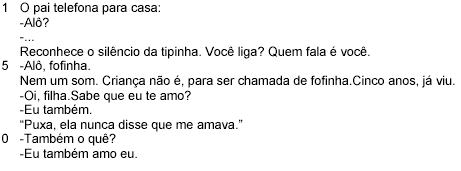 1 O pai telefona para casa:
-Alô?
-...
Reconhece o silêncio da tipinha. Você liga? Quem fala é você.
5 -Alô, fofinha.
Nem um som. Criança não é, para ser chamada de fofinha.Cinco anos, já viu.
-Oi, filha.Sabe que eu te amo?
-Eu também.
“Puxa, ela nunca disse que me amava.”
0 -Também o quê?
-Eu também amo eu.